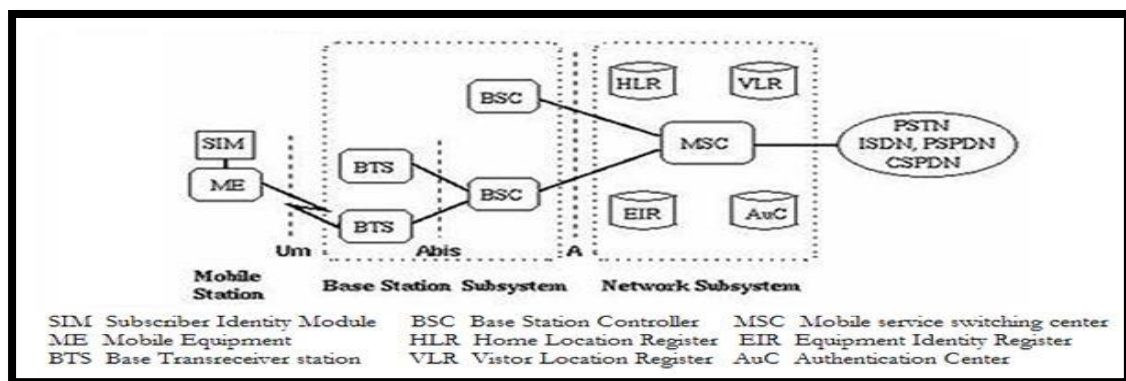 HLR VLR
BSC
PSTN
ISDN, PSPDN
CSPDN
SIM
MSC
BTS
ME
BSC
EIR AuC
BTS
Um Abis A
Mobile
Station
Base Station Subsystem Network Subsystem
SIM Subscriber Identity Module BSC Base Station Controller MSC Mobile service switching center
ME Mobile Equipment HLR Home Location Register EIR Equipment Identity Register
BTS Base Transreceiver station VLR Vistor Location Register AuC Authentication Center